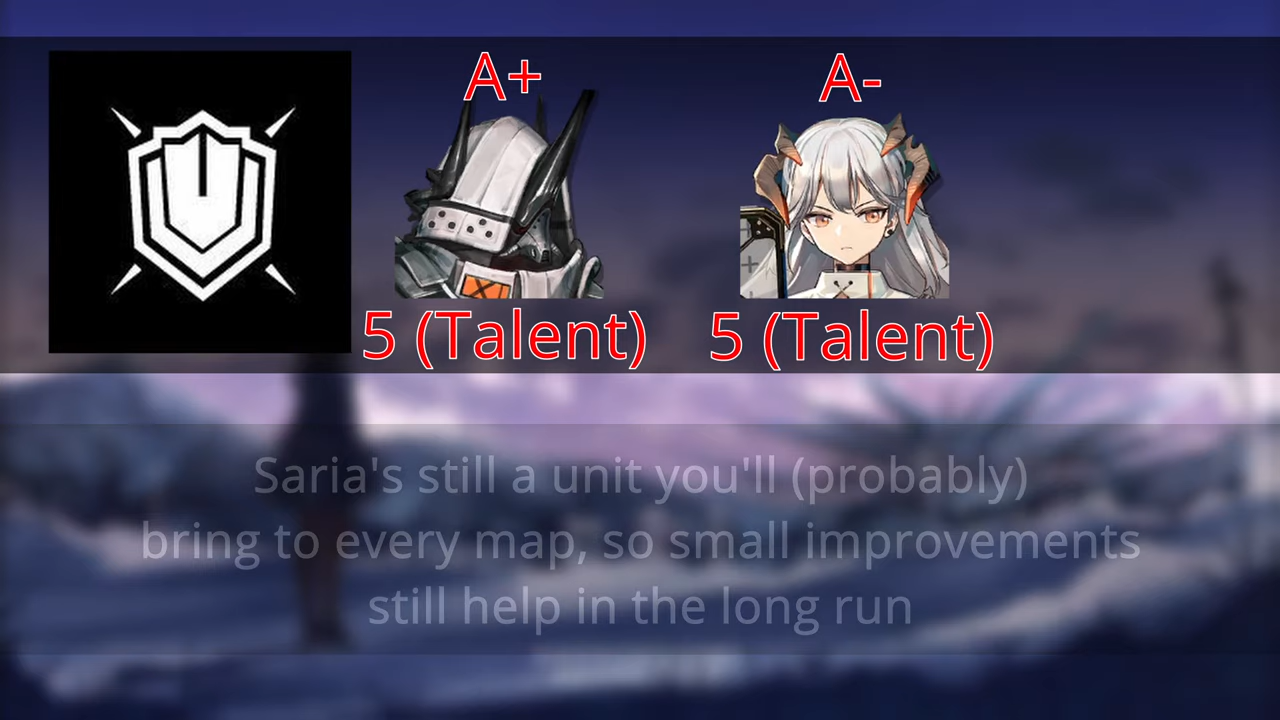 A+
A-
5 (Talent)
5 (Talent)
Saria's still a unit you'll (probably)
bring to every map, so small improvements
still help in the long run